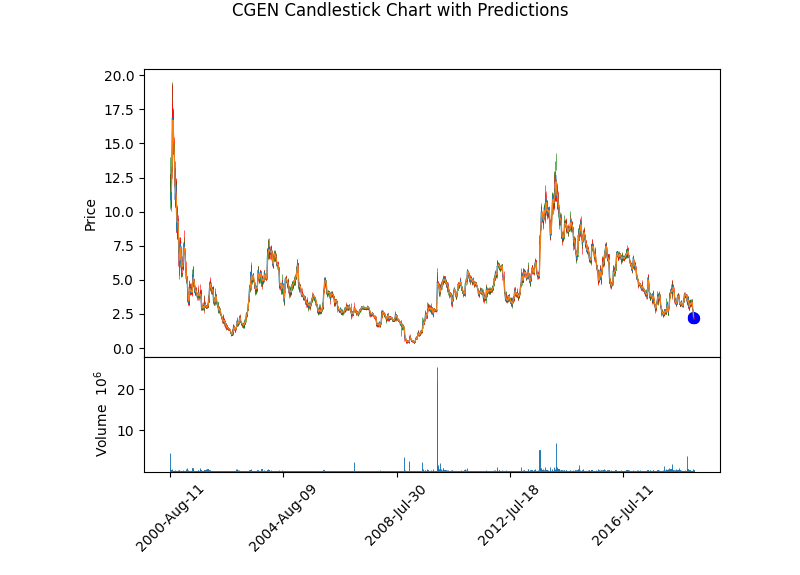 CGEN Candlestick Chart with Predictions
20.0
17.5
15.0
12.5
10.0
7.5
5.0
2.5
0.0
Price
20
10
Volume 10^6
2000-Aug-11
2004-Aug-09
2008-Jul-30
2012-Jul-18
2016-Jul-11